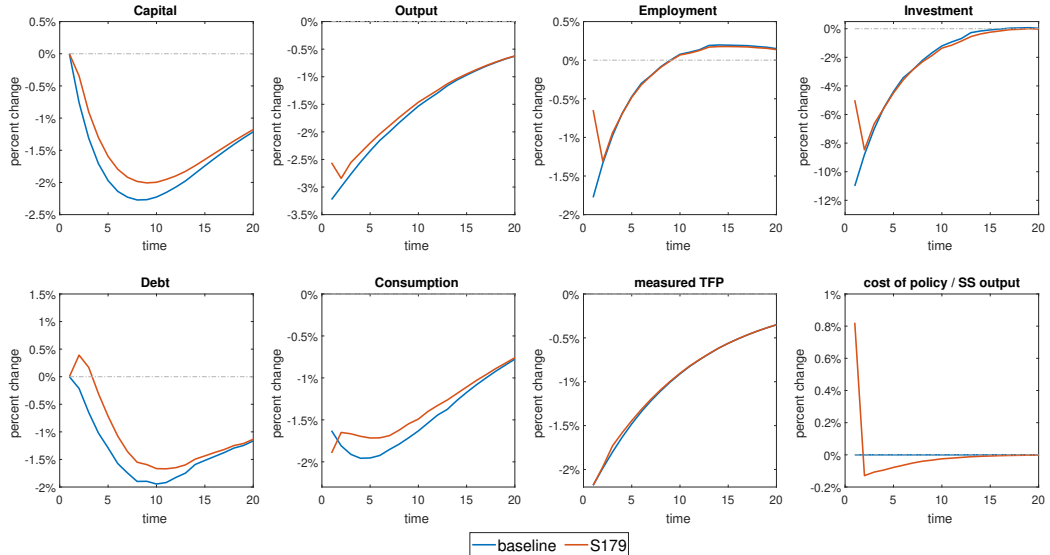 Capital
0.5%
0%
-0.5%
-1%
-1.5%
-2%
-2.5%
percent change
0 5 10 15 20
time
Output
0%
-0.5%
-1%
-1.5%
-2%
-2.5%
-3%
-3.5%
percent change
0 5 10 15 20
time
Employment
0.5%
0%
-0.5%
-1%
-1.5%
-2%
percent change
0 5 10 15 20
time
Investment
0%
-2%
-4%
-6%
-8%
-10%
-12%
percent change
0 5 10 15 20
time
Debt
1.5%
1%
0.5%
0%
-0.5%
-1%
-1.5%
-2%
percent change
0 5 10 15 20
time
Consumption
0%
-0.5%
-1%
-1.5%
-2%
percent change
0 5 10 15 20
time
measured TFP
0%
-0.5%
-1%
-1.5%
-2%
percent change
0 5 10 15 20
time
cost of policy / SS output
0.8%
0.6%
0.4%
0.2%
0%
-0.2%
percent change
0 5 10 15 20
time
baseline S179